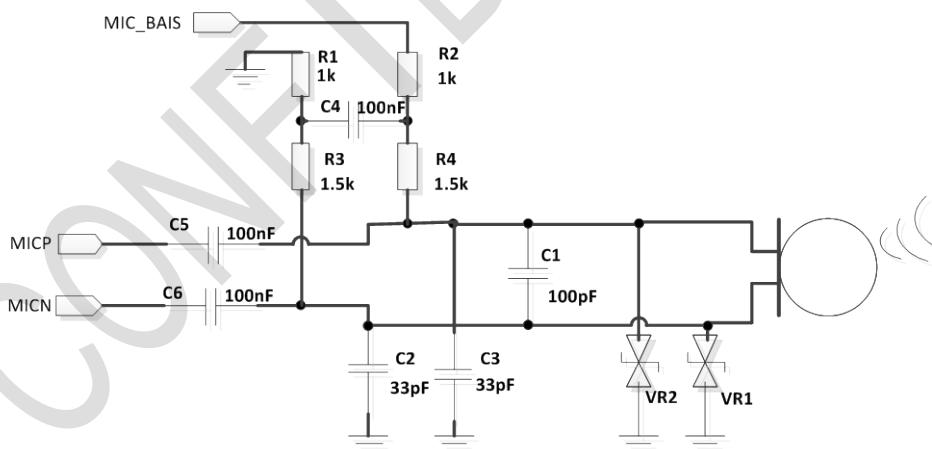 MIC_BAIS
R1
1k
R2
1k
C4
100nF
R3
1.5k
R4
1.5k
C5
100nF
MICP
C1
100pF
MICN
C6
100nF
C2
33pF
C3
33pF
VR2
VR1